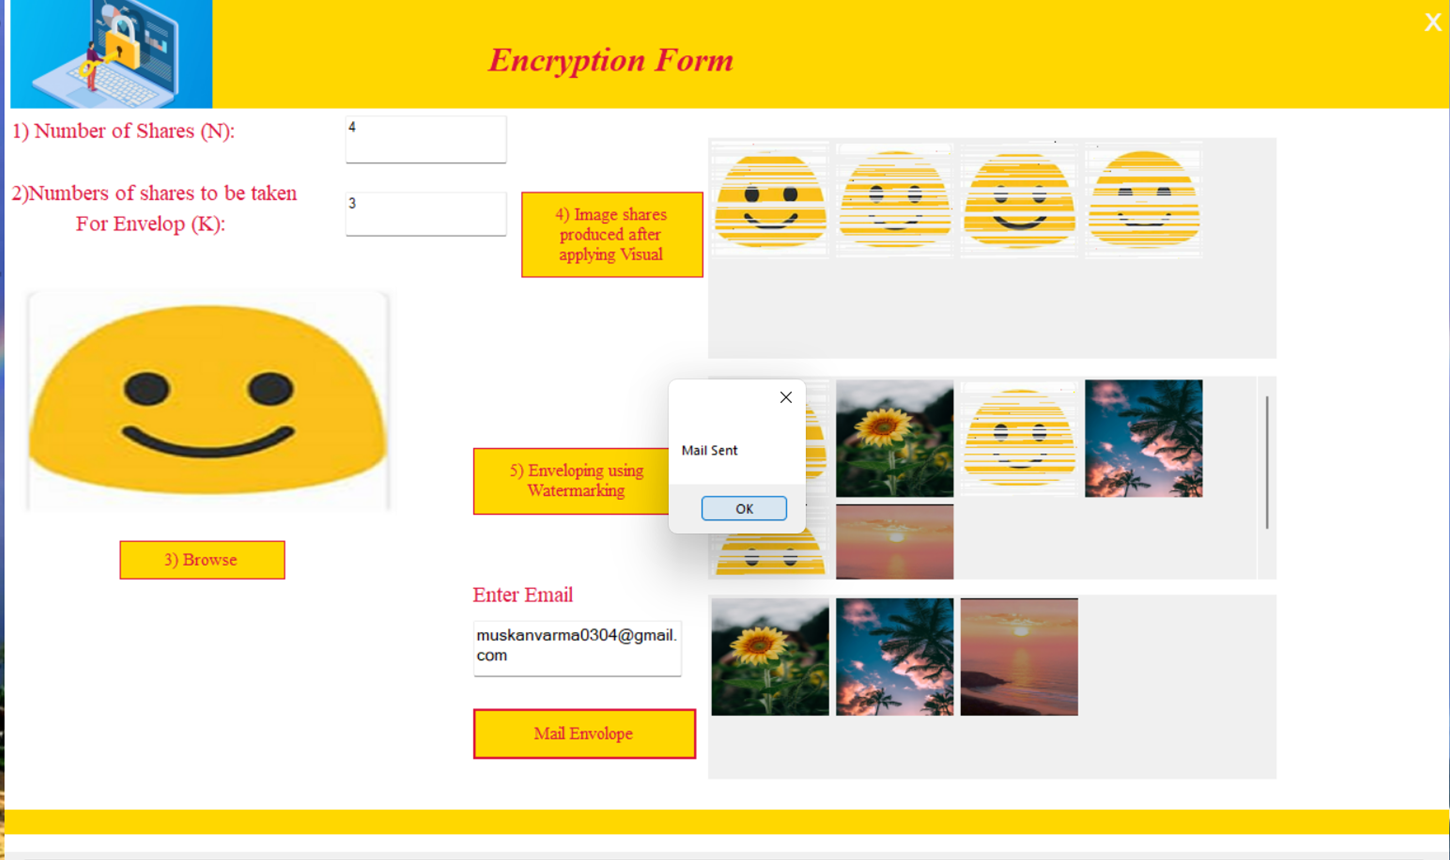 X
Encryption Form
1) Number of Shares (N):
4
2)Numbers of shares to be taken
For Envelop (K):
3
4) Image shares
produced after
applying Visual
Mail Sent
OK
5) Enveloping using
Watermarking
3) Browse
Enter Email
muskanvarma0304@gmail.
com
Mail Envolope